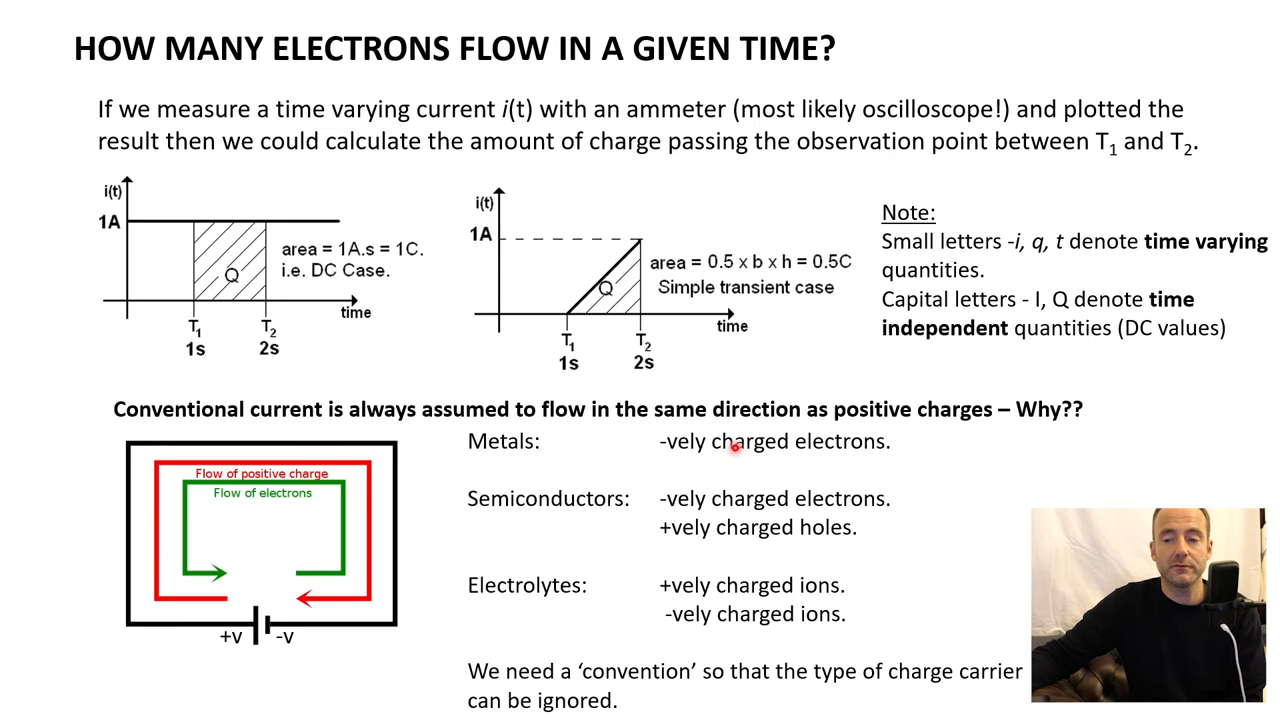 HOW MANY ELECTRONS FLOW IN A GIVEN TIME?
If we measure a time varying current i(t) with an ammeter (most likely oscilloscope!) and plotted the
result then we could calculate the amount of charge passing the observation point between T₁ and T₂.
i(t)
1A
area = 1A.s = 1C.
i.e. DC Case.
Q
time
T₁
T₂
1s
2s
i(t)
1A
area = 0.5 x b x h = 0.5C
Simple transient case
Q
time
T₁
T₂
1s
2s
Note:
Small letters -i, q, t denote time varying
quantities.
Capital letters - I, Q denote time
independent quantities (DC values)
Conventional current is always assumed to flow in the same direction as positive charges – Why??
Flow of positive charge
Flow of electrons
+v
-v
Metals: -vely charged electrons.
Semiconductors: -vely charged electrons.
+vely charged holes.
Electrolytes: +vely charged ions.
-vely charged ions.
We need a ‘convention’ so that the type of charge carrier
can be ignored.